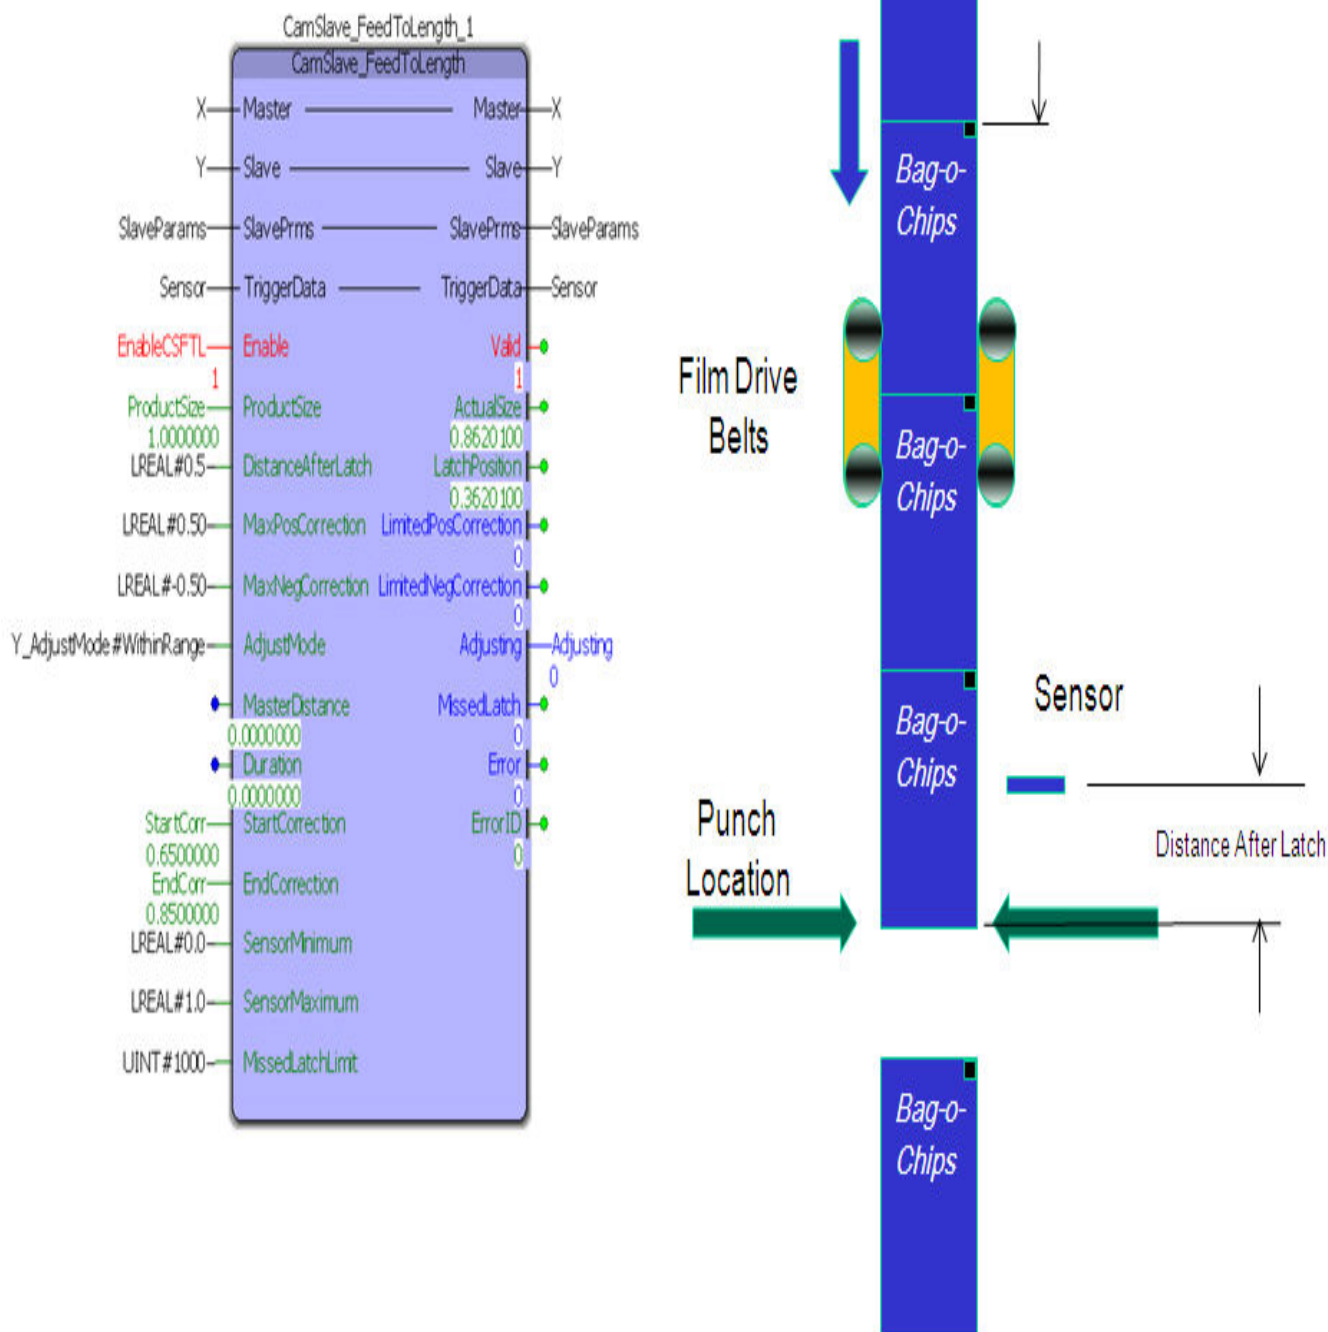 CamSlave_FeedToLength_1
CamSlave_FeedToLength
X Master Master X
Y Slave Slave Y
SlaveParams SlavePrms SlavePrms SlaveParams
Sensor TriggerData TriggerData Sensor
EnableCSFTL Enable Valid
1 1
ProductSize ProductSize ActualSize
1.0000000 0.8620100
LREAL#0.5 DistanceAfterLatch LatchPosition
0.3620100
LREAL#0.50 MaxPosCorrection LimitedPosCorrection
0
LREAL#-0.50 MaxNegCorrection LimitedNegCorrection
0
Y_AdjustMode#WithinRange AdjustMode Adjusting Adjusting
0
MasterDistance MissedLatch
0.0000000 0
Duration Error
0.0000000 0
StartCorr StartCorrection ErrorID
0.6500000 0
EndCorr EndCorrection
0.8500000
LREAL#0.0 SensorMinimum
LREAL#1.0 SensorMaximum
UINT#1000 MissedLatchLimit
Bag-o-
Chips
Film Drive
Belts
Bag-o-
Chips
Sensor
Bag-o-
Chips
Punch
Location
Distance After Latch
Bag-o-
Chips